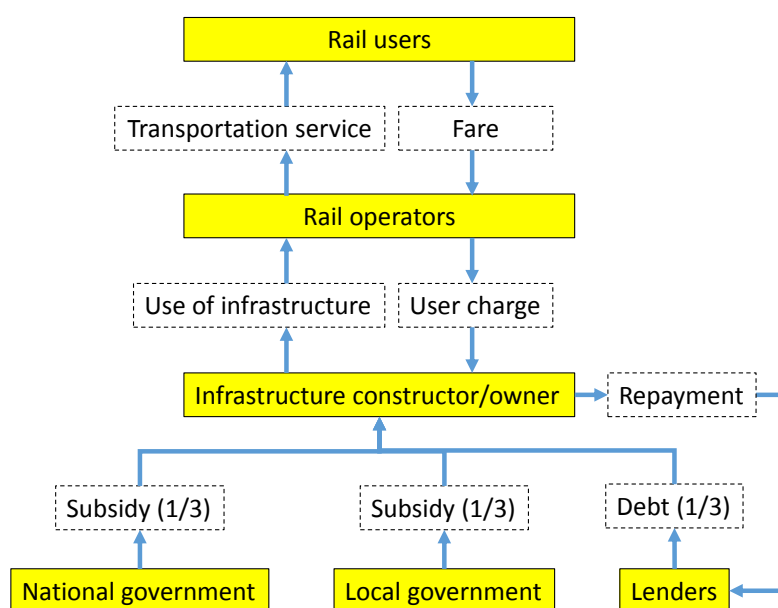 Rail users
Transportation service
Fare
Rail operators
Use of infrastructure
User charge
Infrastructure constructor/owner
Repayment
Subsidy (1/3)
Subsidy (1/3)
Debt (1/3)
National government
Local government
Lenders